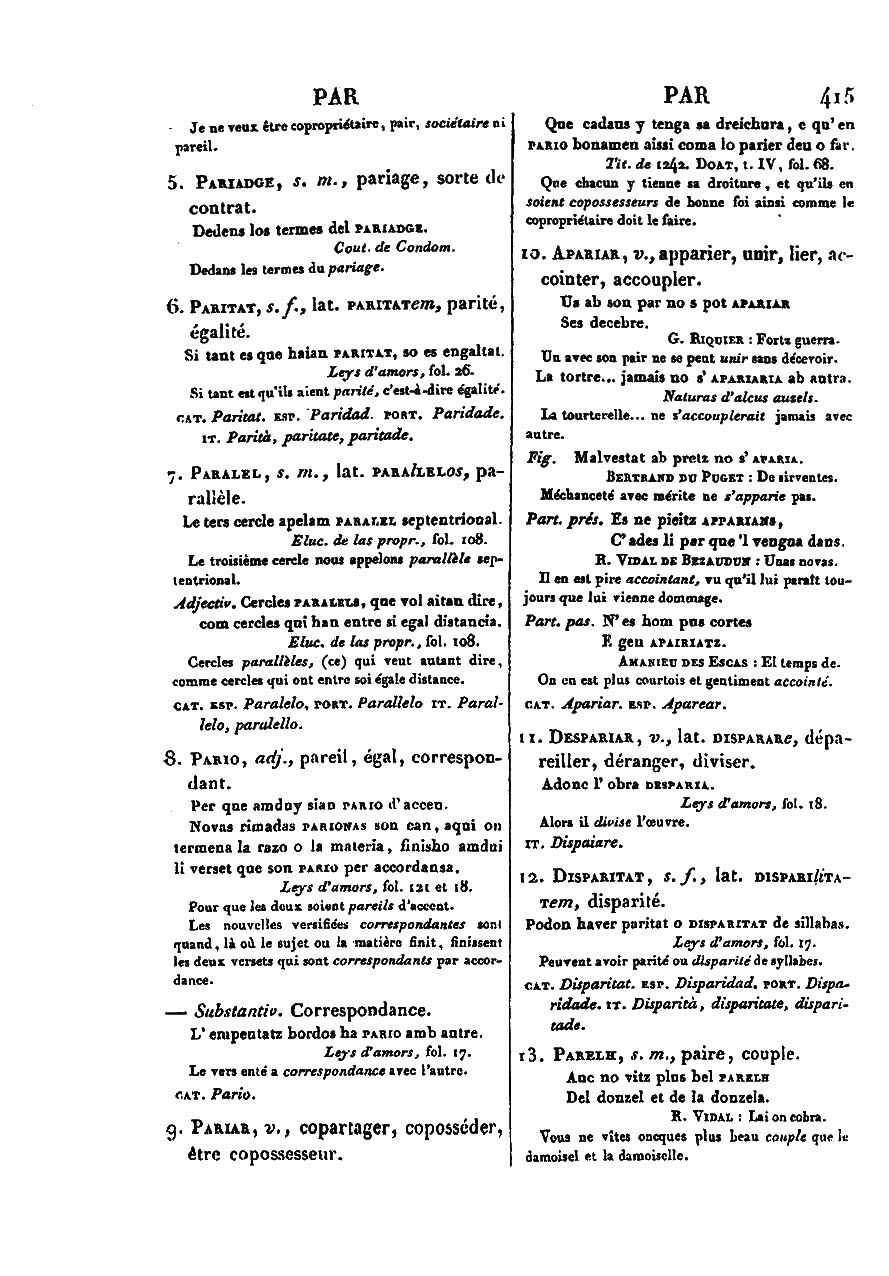 PAR
PAR 415
Je ne veux être copropriétaire, pair, sociétaire ni
pareil.
5. PARIADGE, s. m., pariage, sorte de
contrat.
Dedens los termes del PARIADGE.
Cout. de Condom.
Dedans les termes du pariage.
6. PARITAT, s. f., lat. PARITATem, parité,
égalité.
Si tant es que haian PARITAT, so es engaltat.
Leys d'amors, fol. 26.
Si tant est qu'ils aient parité, c'est-à-dire égalité.
CAT. Paritat. ESP. Paridad. PORT. Paridade.
IT. Parità, paritate, paritade.
7. PARALEL, s. m., lat. PARAlLELOs, pa-
rallèle.
Le ters cercle apelam PARALEL septentrional.
Eluc. de las propr., fol. 108.
Le troisième cercle nous appelons parallèle sep-
tentrional.
Adjectiv. Cercles PARALELS, que vol aitan dire,
com cercles qui han entre si egal distancia.
Eluc. de las propr., fol. 108.
Cercles parallèles, (ce) qui veut autant dire,
comme cercles qui ont entre soi égale distance.
CAT. ESP. Paralelo, PORT. Parallelo IT. Paral-
lelo, paralello.
8. PARIO, adj., pareil, égal, correspon-
dant.
Per que amduy sian PARIO d'accen.
Novas rimadas PARIONAS son can, aqui on
termena la razo o la materia, finisho amdui
li verset que son PARIO per accordansa.
Leys d'amors, fol. 121 et 18.
Pour que les deux soient pareils d'accent.
Les nouvelles versifiées correspondantes sont
quand, là où le sujet ou la matière finit, finissent
les deux versets qui sont correspondants par accor-
dance.
— Substantiv. Correspondance.
L'empentatz bordos ha PARIO amb autre.
Leys d'amors, fol. 17.
Le vers enté a correspondance avec l'autre.
CAT. Pario.
9. PARIAR, v., copartager, coposséder,
être copossesseur.
Que cadaus y tenga sa dreichura, e qu'en
PARIO bonamen aissi coma lo parier deu o far.
Tit. de 1242. DOAT, t. IV, fol. 68.
Que chacun y tienne sa droiture, et qu'ils en
soient copossesseurs de bonne foi ainsi comme le
copropriétaire doit le faire.
10. APARIAR, v., apparier, unir, lier, ac-
cointer, accoupler.
Us ab son par no s pot APARIAR
Ses decebre.
G. RIQUIER : Fortz guerra.
Un avec son pair ne se peut unir sans décevoir.
La tortre... jamais no s'APARIARIA ab autra.
Naturas d'alcus auzels.
La tourterelle... ne s'accouplerait jamais avec
autre.
Fig. Malvestat ab pretz no s'APARIA.
BERTRAND DU PUGET : De sirventes.
Méchanceté avec mérite ne s'apparie pas.
Part. prés. Es ne pieitz APPARIANS,
C'ades li par que'l vengua dans.
R. VIDAL DE BEZAUDUN : Unas novas.
Il en est pire accointant, vu qu'il lui paraît tou-
jours que lui vienne dommage.
Part. pas. N'es hom pus cortes
E gen APAIRIATZ.
AMANIEU DES ESCAS : El temps de.
On en est plus courtois et gentiment accointé.
CAT. Apariar. ESP. Aparear.
11. DESPARIAR, v., lat. DISPARARe, dépa-
reiller, déranger, diviser.
Adonc l'obra DESPARIA.
Leys d'amors, fol. 18.
Alors il divise l'œuvre.
IT. Dispaiare.
12. DISPARITAT, s. f., lat. DISPARIliTA-
Tem, disparité.
Podon haver paritat o DISPARITAT de sillabas.
Leys d'amors, fol. 17.
Peuvent avoir parité ou disparité de syllabes.
CAT. Disparitat. ESP. Disparidad. PORT. Dispa-
ridade. IT. Disparità, disparitate, dispari-
tade.
13. PARELH, s. m., paire, couple.
Anc no vitz plus bel PARELH
Del donzel et de la donzela.
R. VIDAL : Lai on cobra.
Vous ne vîtes oncques plus beau couple que le
damoisel et la damoiselle.